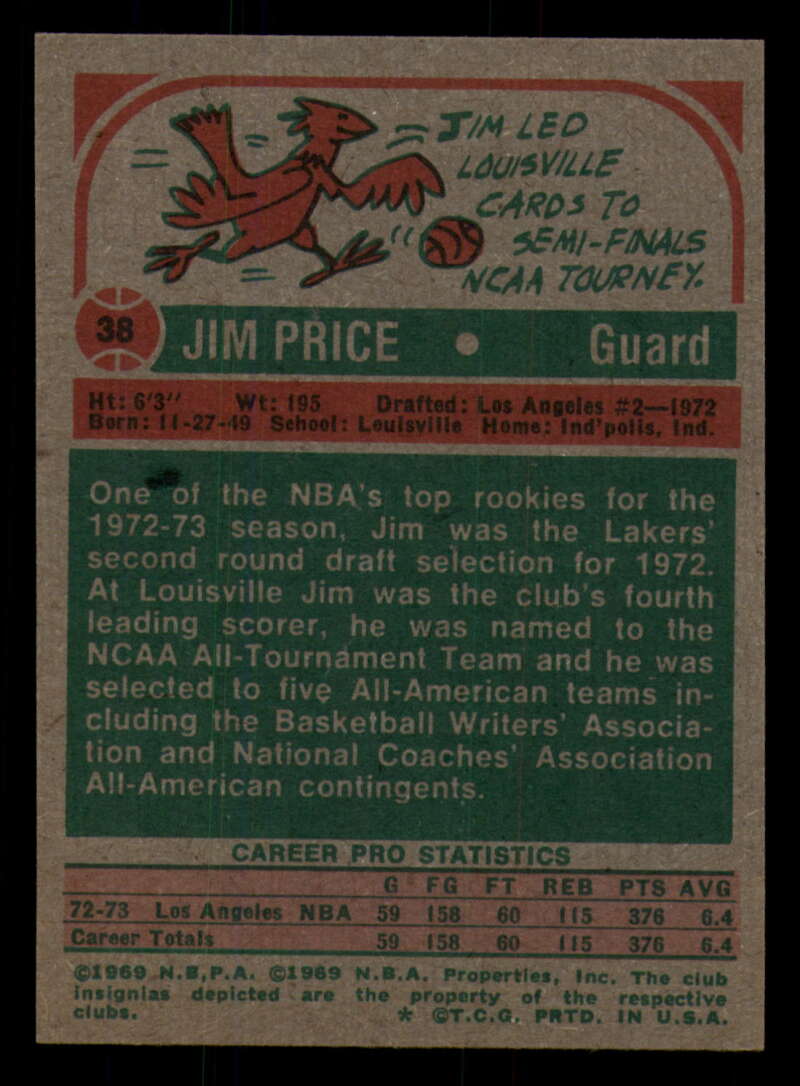 JIM LED
LOUISVILLE
CARDS TO
SEMI-FINALS
NCAA TOURNEY.
38 JIM PRICE • Guard
Ht: 6'3" Wt: 195 Drafted: Los Angeles #2—1972
Born: 11-27-49 School: Louisville Home: Ind'polis, Ind.
One of the NBA's top rookies for the
1972-73 season, Jim was the Lakers'
second round draft selection for 1972.
At Louisville Jim was the club's fourth
leading scorer, he was named to the
NCAA All-Tournament Team and he was
selected to five All-American teams in-
cluding the Basketball Writers' Associa-
tion and National Coaches' Association
All-American contingents.
CAREER PRO STATISTICS
G FG FT REB PTS AVG
72-73 Los Angeles NBA 59 158 60 115 376 6.4
Career Totals 59 158 60 115 376 6.4
©1969 N.B.P.A. ©1969 N.B.A. Properties, Inc. The club
insignias depicted are the property of the respective
clubs. * ©T.C.G. PRTD. IN U.S.A.